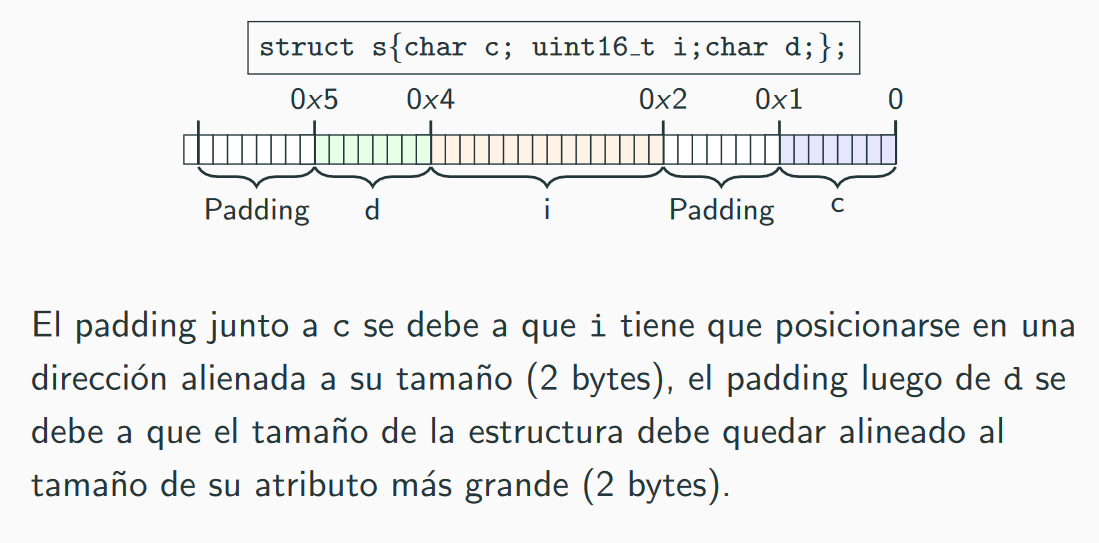 struct s{char c; uint16_t i;char d;};
0x5 0x4 0x2 0x1 0
Padding d i Padding c
El padding junto a c se debe a que i tiene que posicionarse en una
dirección alienada a su tamaño (2 bytes), el padding luego de d se
debe a que el tamaño de la estructura debe quedar alineado al
tamaño de su atributo más grande (2 bytes).